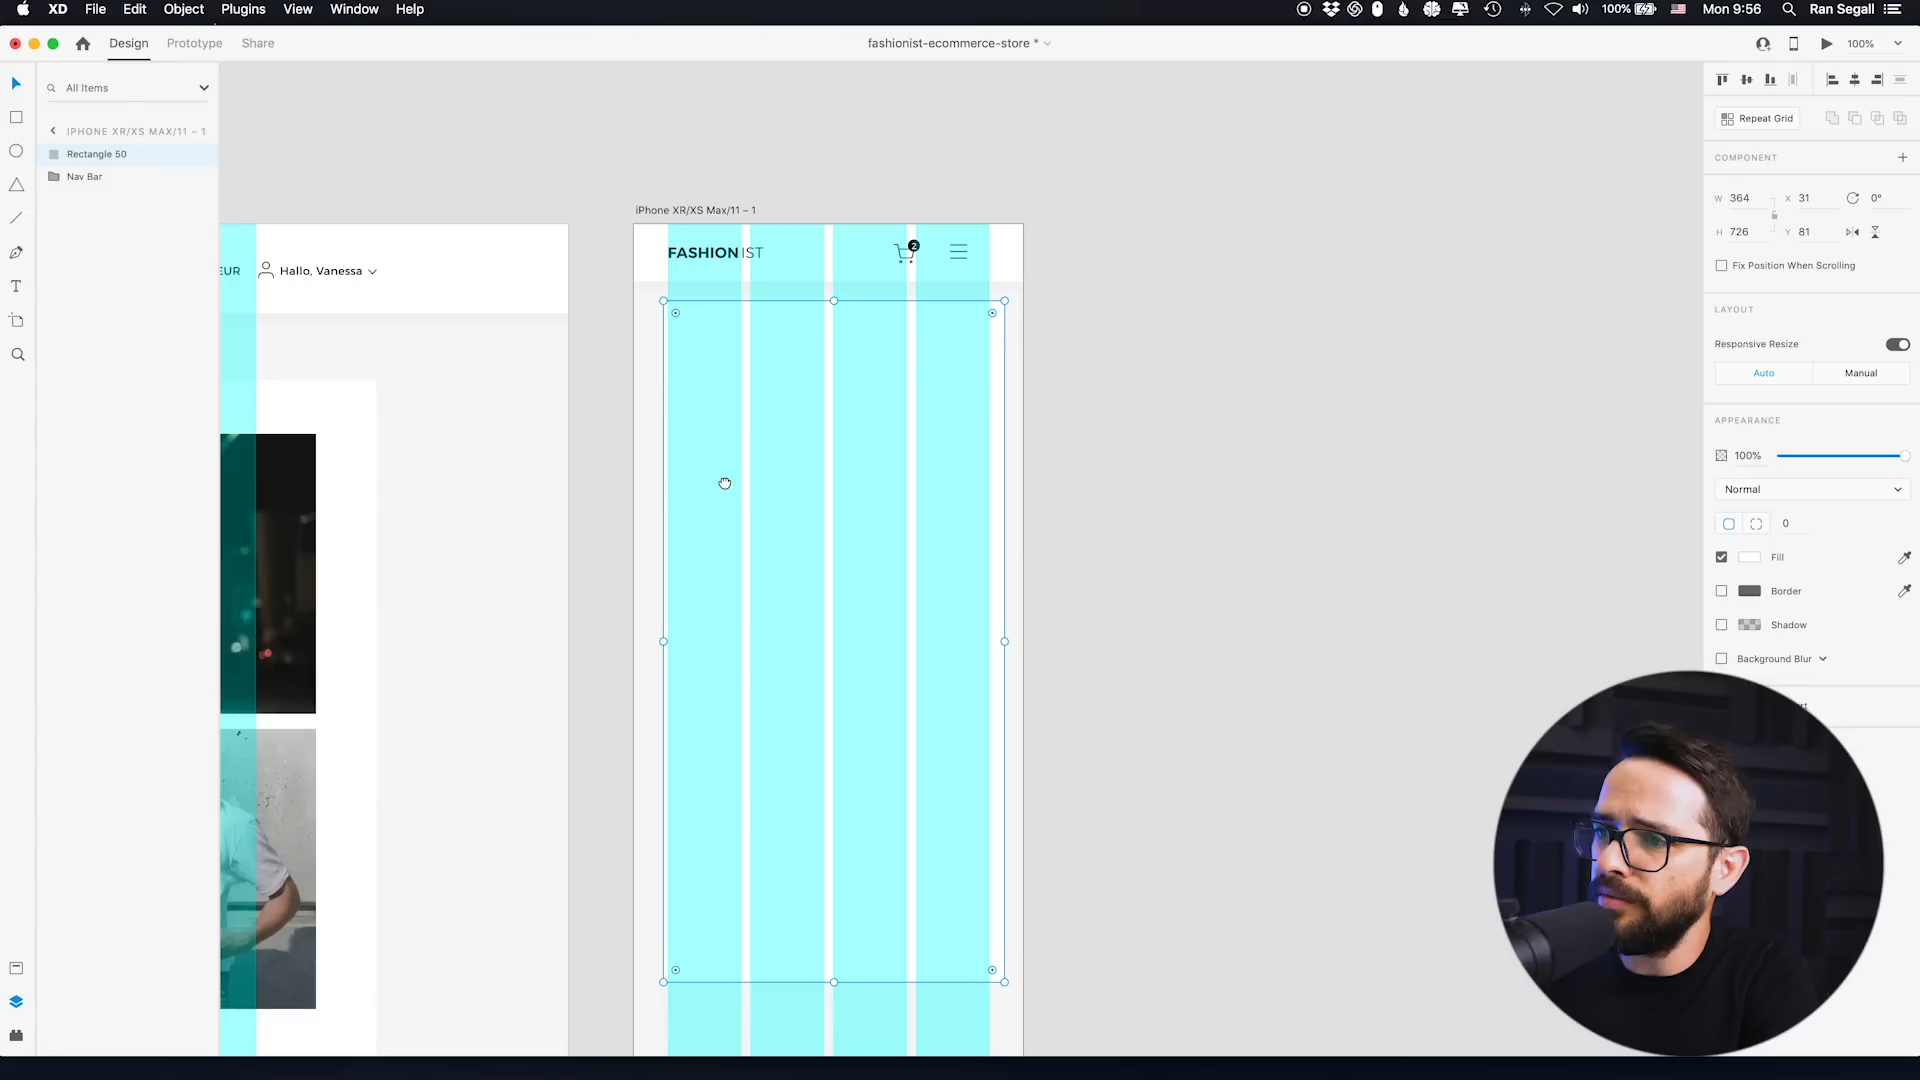 XD File Edit Object Plugins View Window Help 100% Mon 9:56 Ran Segall
Design Prototype Share fashionist-ecommerce-store * 100%
All Items
IPHONE XR/XS MAX/11 – 1
Rectangle 50
Nav Bar
EUR Hallo, Vanessa
iPhone XR/XS Max/11 – 1
FASHIONIST 2
Repeat Grid
COMPONENT
W 364 X 31 0°
H 726 Y 81
Fix Position When Scrolling
LAYOUT
Responsive Resize
Auto Manual
APPEARANCE
100%
Normal
0
Fill
Border
Shadow
Background Blur